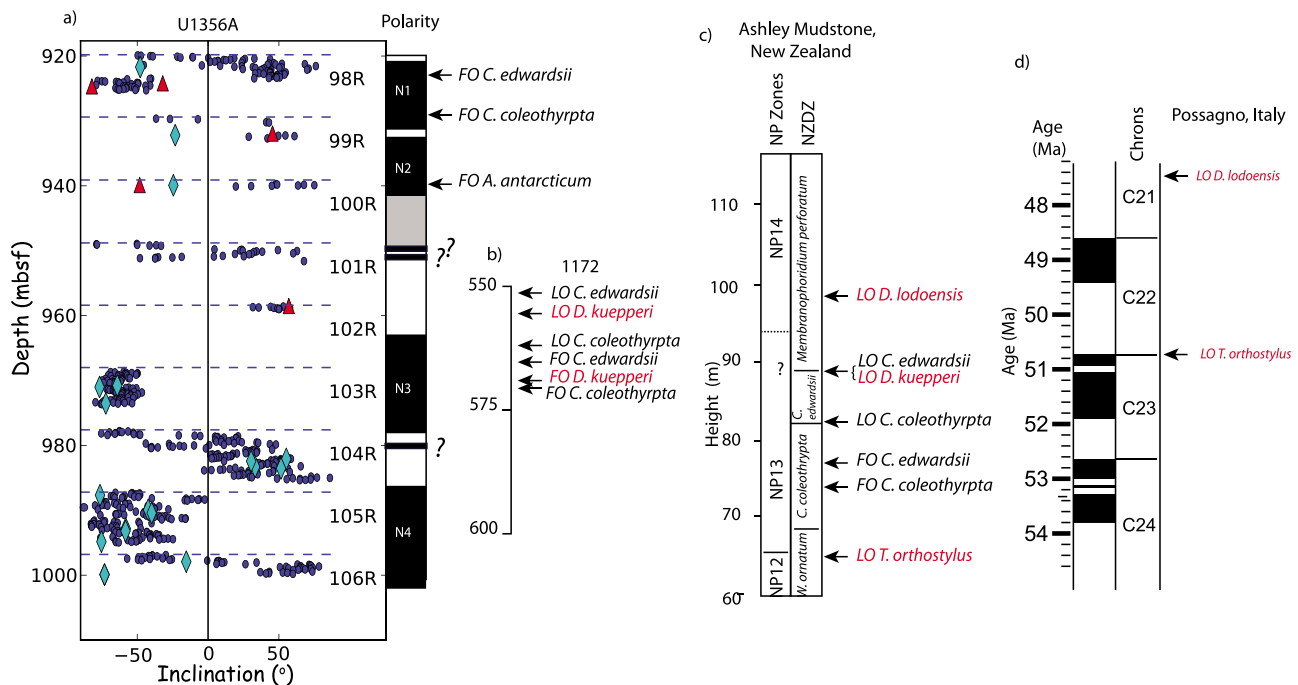 a)
U1356A
Polarity
Depth (mbsf)
920
940
960
980
1000
98R
99R
100R
101R
102R
103R
104R
105R
106R
−50
0
50
Inclination (°)
N1
N2
N3
N4
?
?
?
FO C. edwardsii
FO C. coleothyrpta
FO A. antarcticum
b)
1172
550
575
600
LO C. edwardsii
LO D. kuepperi
LO C. coleothyrpta
FO C. edwardsii
FO D. kuepperi
FO C. coleothyrpta
c)
Ashley Mudstone,
New Zealand
NP Zones
NZDZ
Height (m)
110
100
90
80
70
60
NP14
?
NP13
NP12
Membranophoridium perforatum
C. edwardsii
C. coleothrypta
W. ornatum
LO D. lodoensis
LO C. edwardsii
LO D. kuepperi
LO C. coleothyrpta
FO C. edwardsii
FO C. coleothyrpta
LO T. orthostylus
d)
Age
(Ma)
Chrons
Possagno, Italy
Age (Ma)
48
49
50
51
52
53
54
C21
C22
C23
C24
LO D. lodoensis
LO T. orthostylus